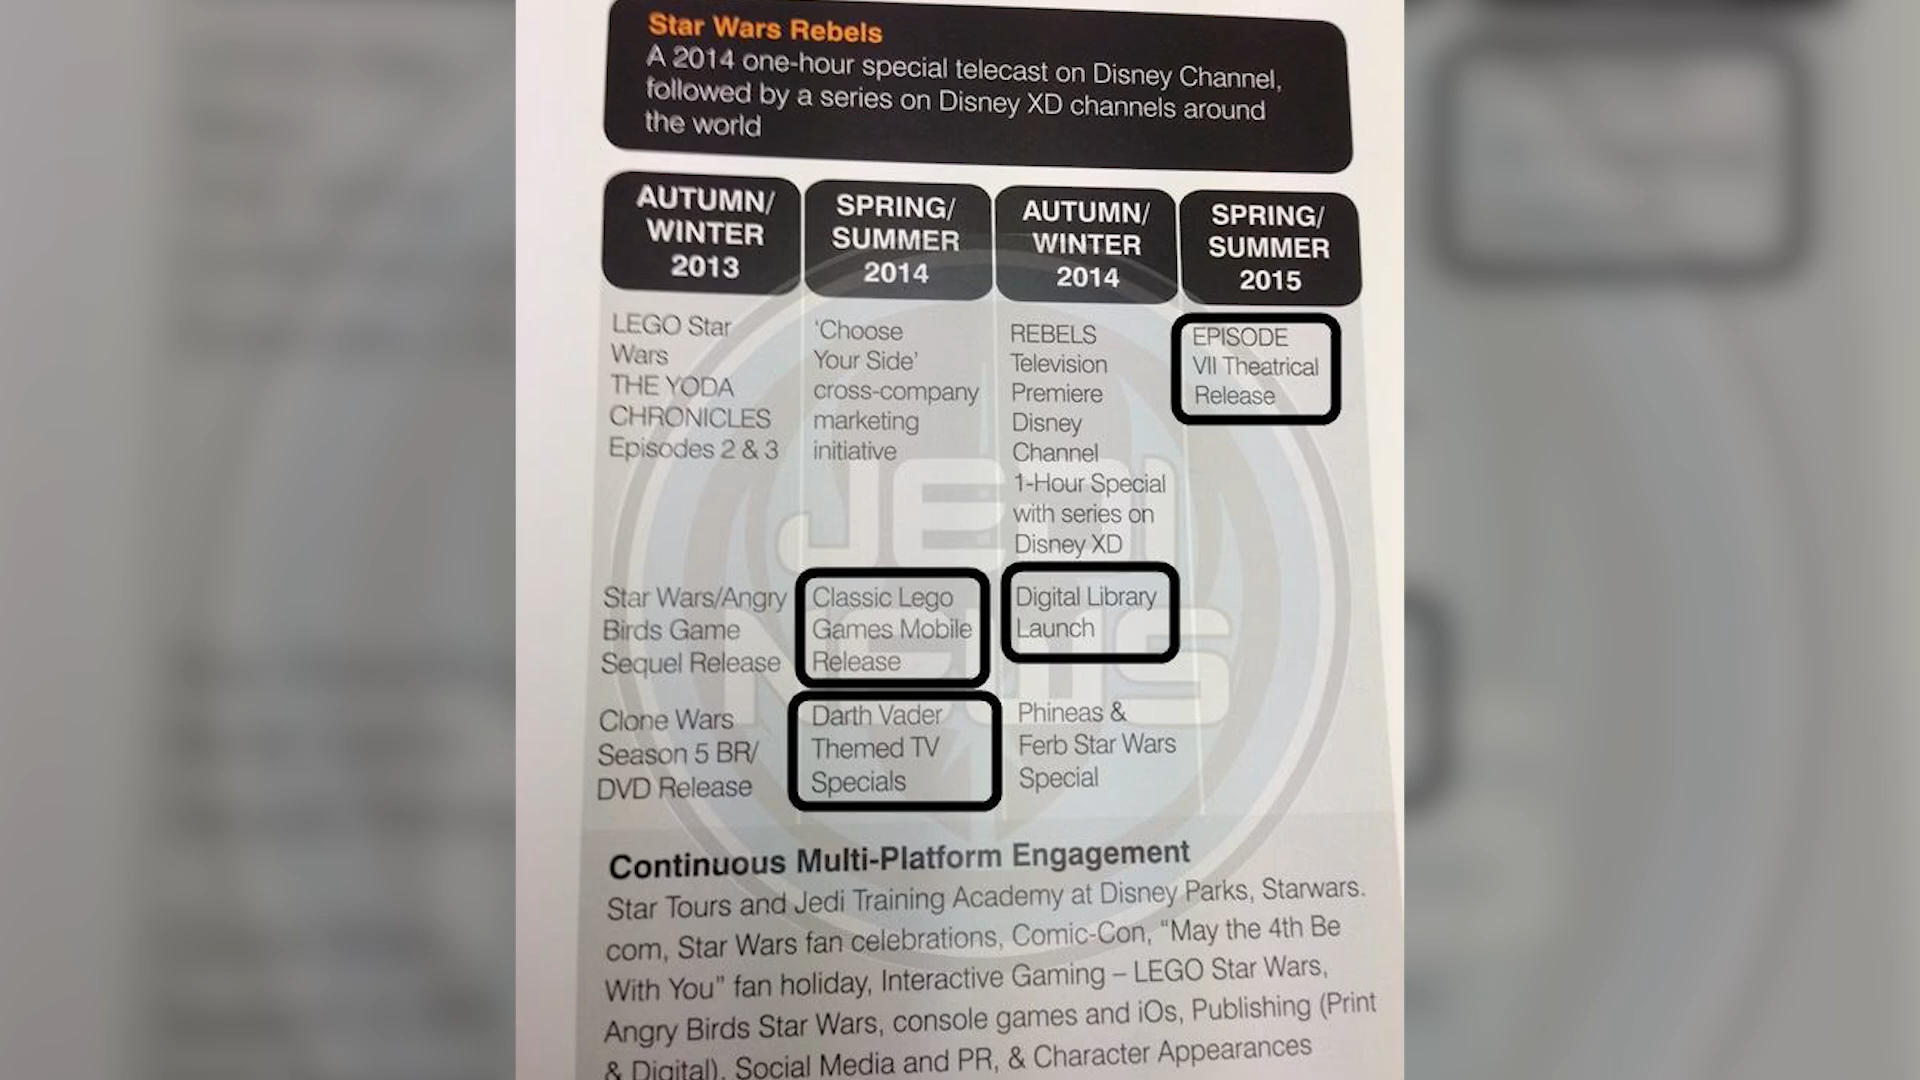 Star Wars Rebels
A 2014 one-hour special telecast on Disney Channel,
followed by a series on Disney XD channels around
the world
AUTUMN/
WINTER
2013
SPRING/
SUMMER
2014
AUTUMN/
WINTER
2014
SPRING/
SUMMER
2015
LEGO Star
Wars
THE YODA
CHRONICLES
Episodes 2 & 3
'Choose
Your Side'
cross-company
marketing
initiative
REBELS
Television
Premiere
Disney
Channel
1-Hour Special
with series on
Disney XD
EPISODE
VII Theatrical
Release
Star Wars/Angry
Birds Game
Sequel Release
Classic Lego
Games Mobile
Release
Digital Library
Launch
Clone Wars
Season 5 BR/
DVD Release
Darth Vader
Themed TV
Specials
Phineas &
Ferb Star Wars
Special
JEDI
NEWS
Continuous Multi-Platform Engagement
Star Tours and Jedi Training Academy at Disney Parks, Starwars.
com, Star Wars fan celebrations, Comic-Con, "May the 4th Be
With You" fan holiday, Interactive Gaming – LEGO Star Wars,
Angry Birds Star Wars, console games and iOs, Publishing (Print
& Digital), Social Media and PR, & Character Appearances